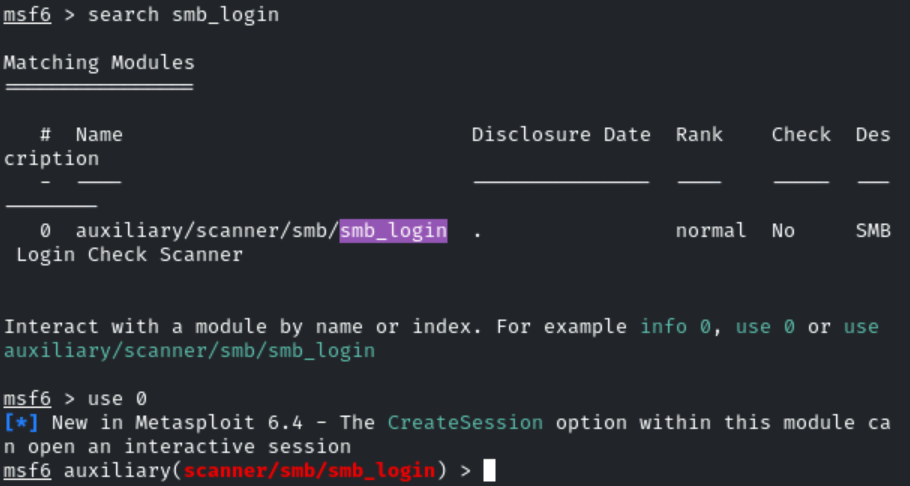 msf6 > search smb_login
Matching Modules
================
# Name Disclosure Date Rank Check Des
cription
- ---- --------------- ---- ----- ---
--------
0 auxiliary/scanner/smb/smb_login . normal No SMB
Login Check Scanner
Interact with a module by name or index. For example info 0, use 0 or use
auxiliary/scanner/smb/smb_login
msf6 > use 0
[*] New in Metasploit 6.4 - The CreateSession option within this module ca
n open an interactive session
msf6 auxiliary(scanner/smb/smb_login) >